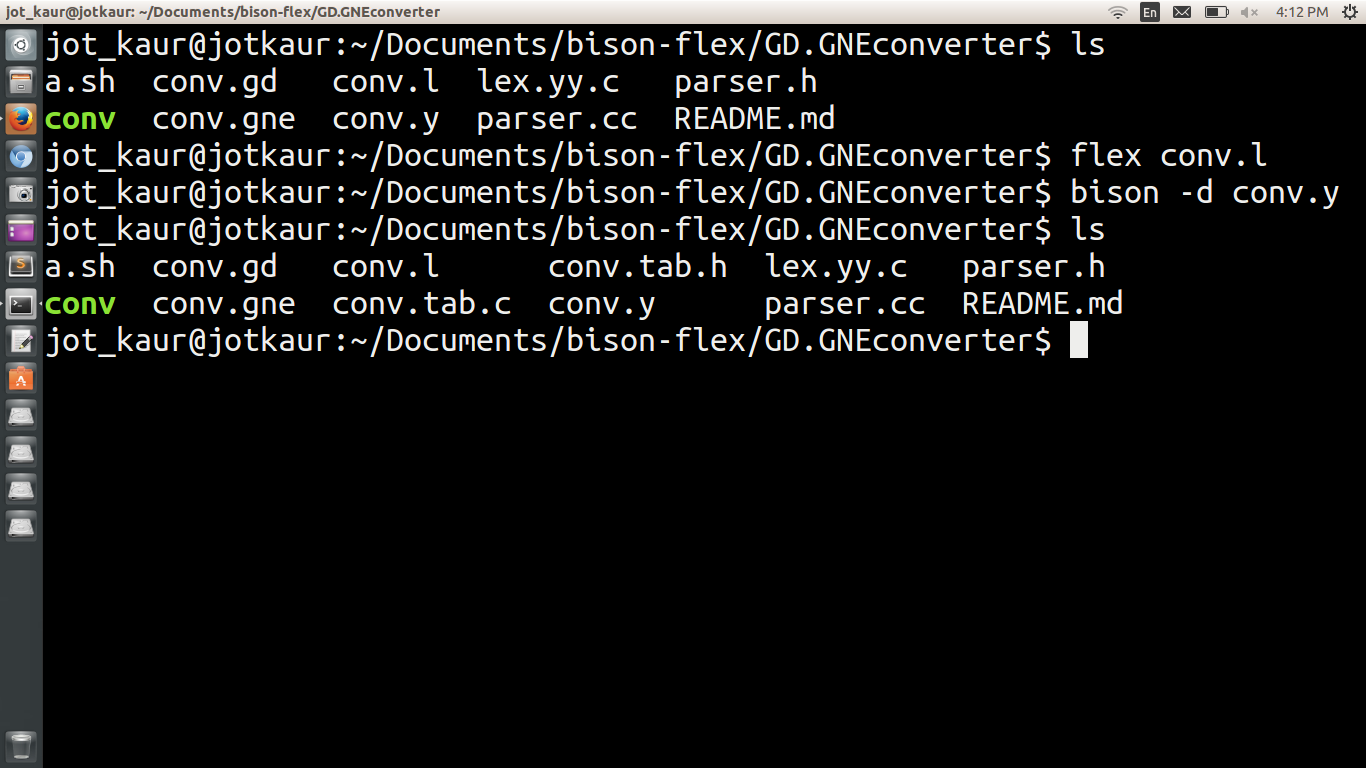 jot_kaur@jotkaur: ~/Documents/bison-flex/GD.GNEconverter En 4:12 PM
jot_kaur@jotkaur:~/Documents/bison-flex/GD.GNEconverter$ ls
a.sh conv.gd conv.l lex.yy.c parser.h
conv conv.gne conv.y parser.cc README.md
jot_kaur@jotkaur:~/Documents/bison-flex/GD.GNEconverter$ flex conv.l
jot_kaur@jotkaur:~/Documents/bison-flex/GD.GNEconverter$ bison -d conv.y
jot_kaur@jotkaur:~/Documents/bison-flex/GD.GNEconverter$ ls
a.sh conv.gd conv.l conv.tab.h lex.yy.c parser.h
conv conv.gne conv.tab.c conv.y parser.cc README.md
jot_kaur@jotkaur:~/Documents/bison-flex/GD.GNEconverter$